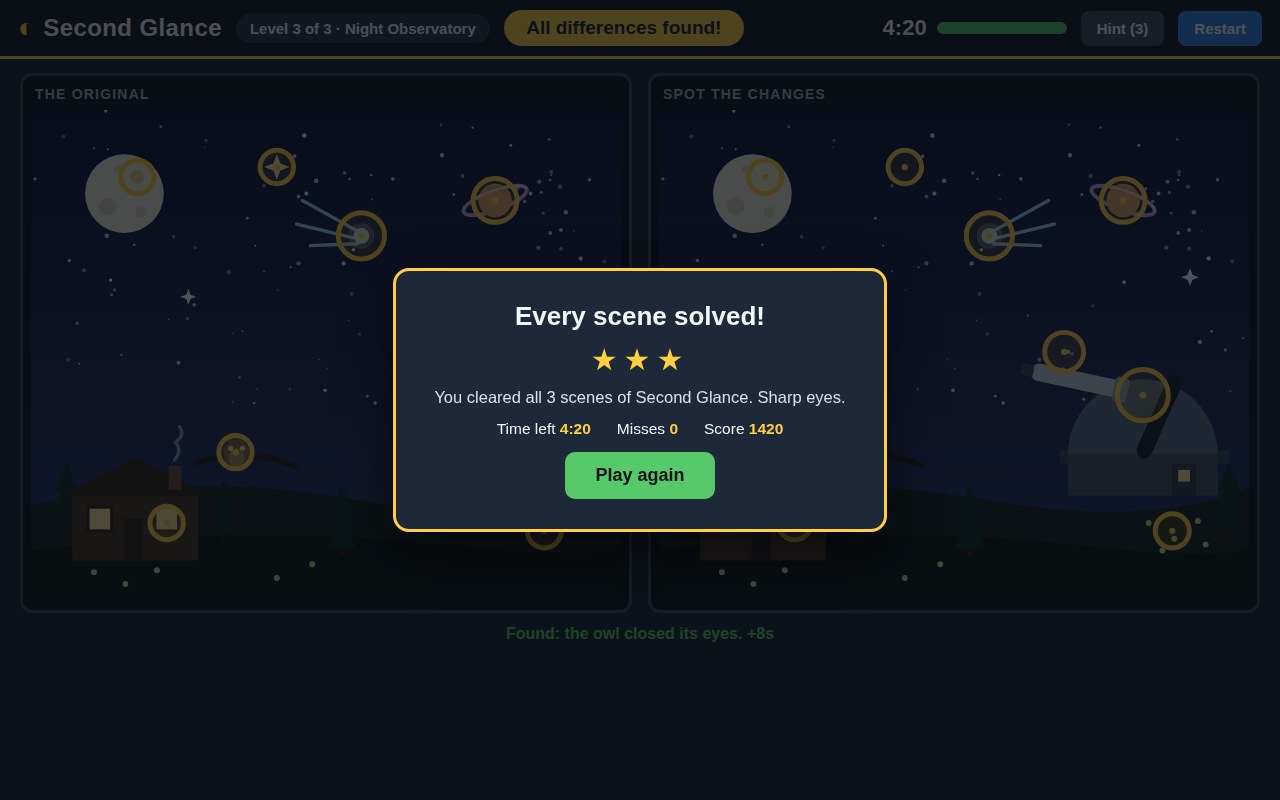 Second Glance
Level 3 of 3 · Night Observatory
All differences found!
4:20
Hint (3)
Restart
THE ORIGINAL
SPOT THE CHANGES
Every scene solved!
You cleared all 3 scenes of Second Glance. Sharp eyes.
Time left 4:20 Misses 0 Score 1420
Play again
Found: the owl closed its eyes. +8s